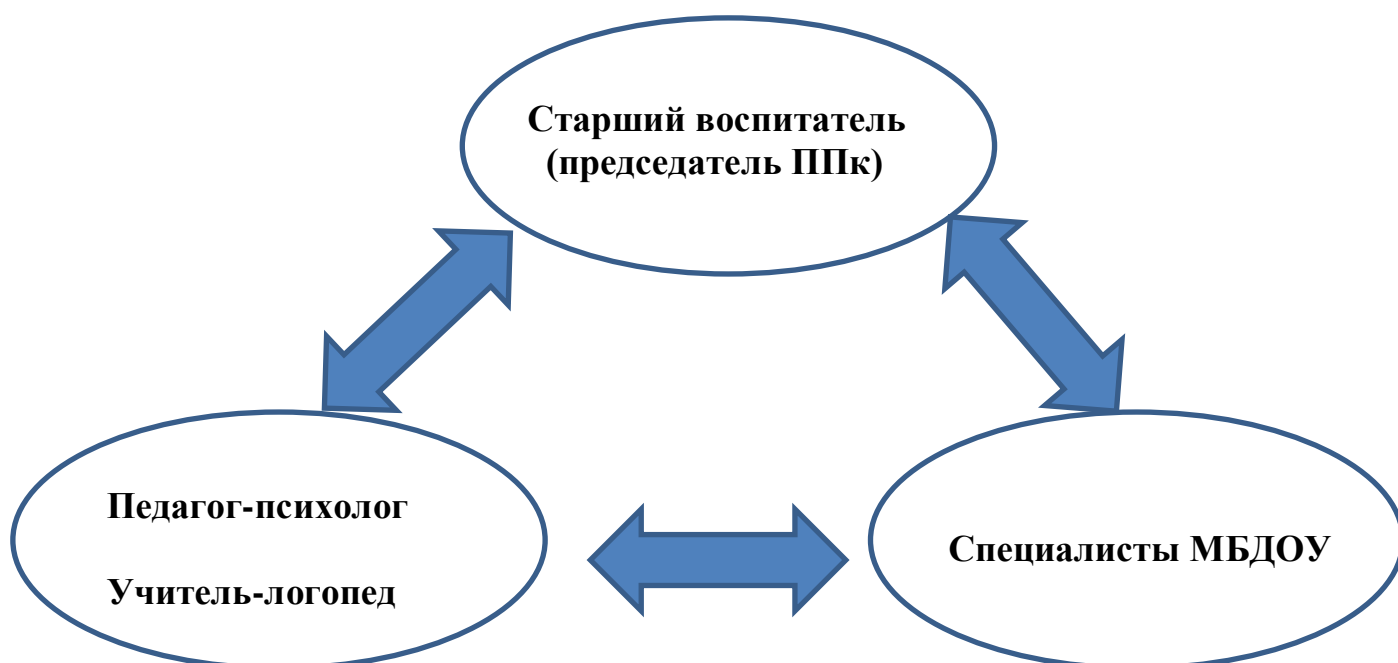 Старший воспитатель
(председатель ППк)
Педагог-психолог
Учитель-логопед
Специалисты МБДОУ